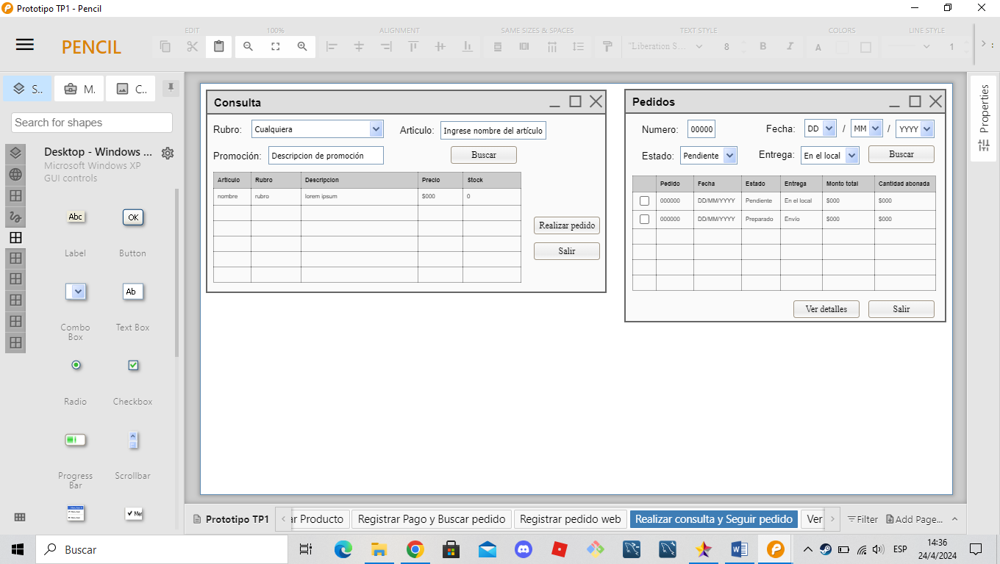 Prototipo TP1 - Pencil
PENCIL
EDIT
100%
ALIGNMENT
SAME SIZES & SPACES
TEXT STYLE
COLORS
LINE STYLE
"Liberation S...
8
B
I
A
1
S..
M.
C..
Search for shapes
Desktop - Windows ...
Microsoft Windows XP
GUI controls
Abc
OK
Label
Button
Ab
Combo
Box
Text Box
Radio
Checkbox
Progress
Bar
Scrollbar
Consulta
Rubro:
Cualquiera
Articulo:
Ingrese nombre del artículo
Promoción:
Descripcion de promoción
Buscar
Articulo Rubro Descripcion Precio Stock
nombre rubro lorem ipsum $000 0
Realizar pedido
Salir
Pedidos
Numero:
00000
Fecha:
DD / MM / YYYY
Estado:
Pendiente
Entrega:
En el local
Buscar
Pedido Fecha Estado Entrega Monto total Cantidad abonada
000000 DD/MM/YYYY Pendiente En el local $000 $000
000000 DD/MM/YYYY Preparado Envío $000 $000
Ver detalles
Salir
Properties
Prototipo TP1
ar Producto
Registrar Pago y Buscar pedido
Registrar pedido web
Realizar consulta y Seguir pedido
Ver
Filter
Add Page...
Buscar
ESP
14:36
24/4/2024